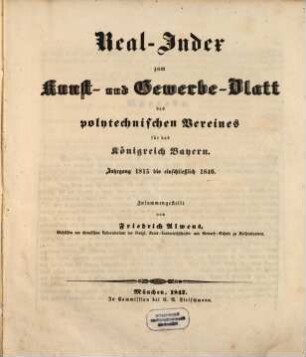 Real-Index
zum
Kunst- und Gewerbe-Blatt
des
polytechnischen Vereines
für das
Königreich Bayern.
Jahrgang 1815 bis einschließlich 1846.
Zusammengestellt
von
Friedrich Alwens,
München, 1847.
In Commission bei E. A. Fleischmann.